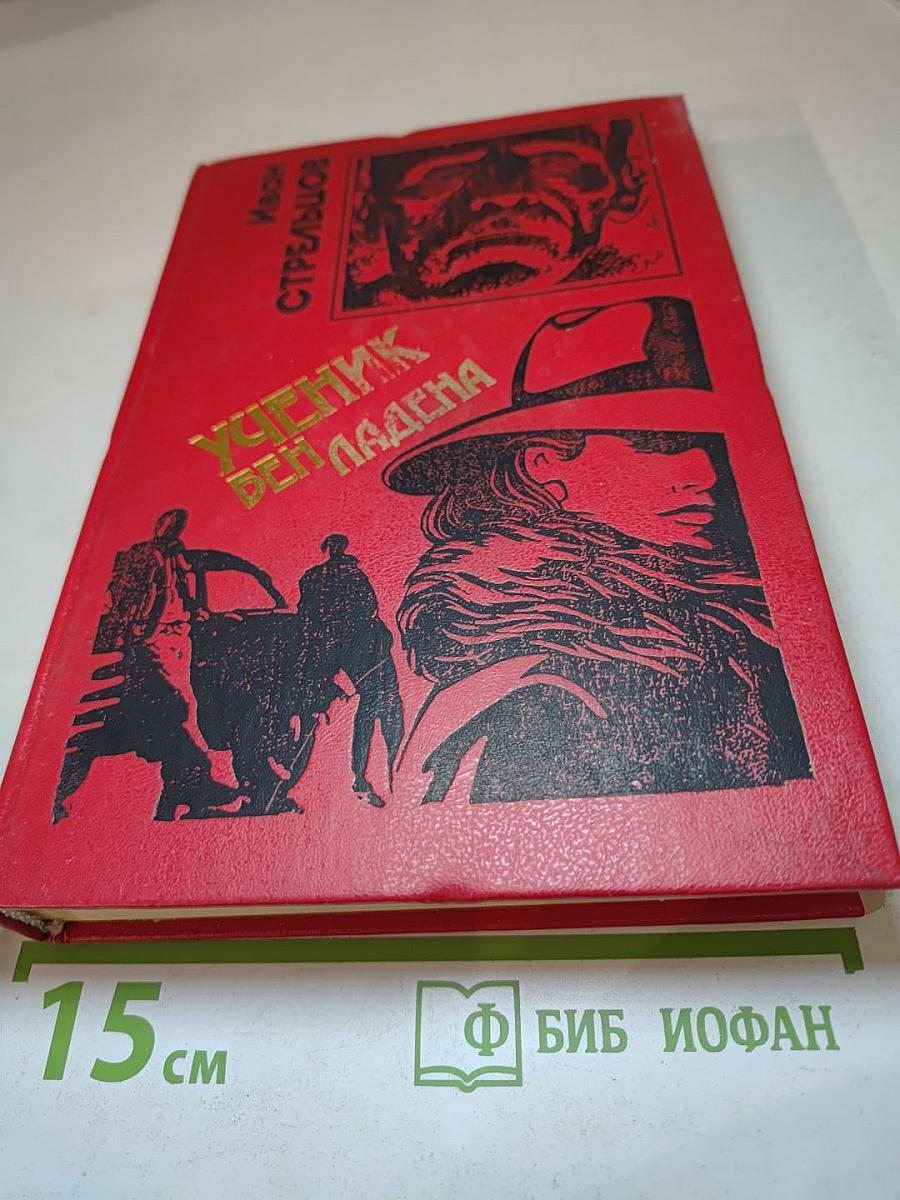 Иван
СТРЕЛЬЦОВ
УЧЕНИК
БЕН ЛАДЕНА
15 см
Ф БИБ ИОФАН